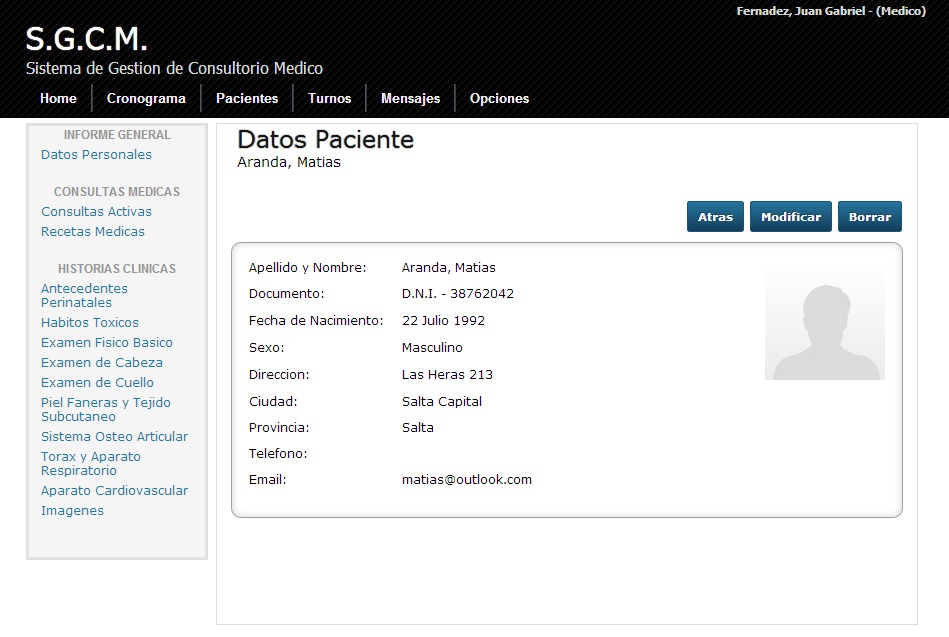 Fernadez, Juan Gabriel - (Medico)
S.G.C.M.
Sistema de Gestion de Consultorio Medico
Home Cronograma Pacientes Turnos Mensajes Opciones
INFORME GENERAL
Datos Personales
CONSULTAS MEDICAS
Consultas Activas
Recetas Medicas
HISTORIAS CLINICAS
Antecedentes
Perinatales
Habitos Toxicos
Examen Fisico Basico
Examen de Cabeza
Examen de Cuello
Piel Faneras y Tejido
Subcutaneo
Sistema Osteo Articular
Torax y Aparato
Respiratorio
Aparato Cardiovascular
Imagenes
Datos Paciente
Aranda, Matias
Atras Modificar Borrar
Apellido y Nombre: Aranda, Matias
Documento: D.N.I. - 38762042
Fecha de Nacimiento: 22 Julio 1992
Sexo: Masculino
Direccion: Las Heras 213
Ciudad: Salta Capital
Provincia: Salta
Telefono:
Email: matias@outlook.com